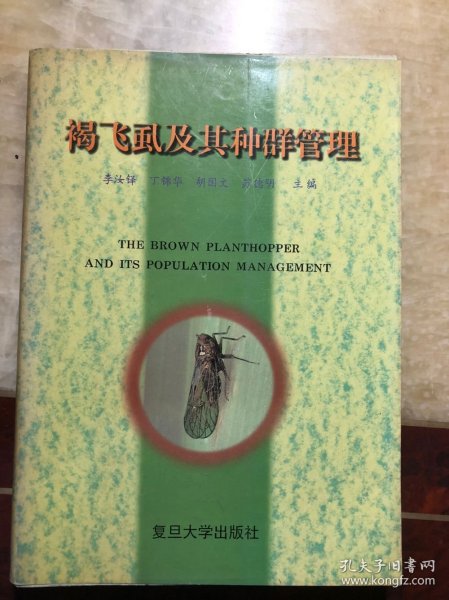 褐飞虱及其种群管理
李汝铎 丁锦华 胡国文 苏德明 主编
THE BROWN PLANTHOPPER
AND ITS POPULATION MANAGEMENT
复旦大学出版社
孔夫子旧书网
www.kongfz.com